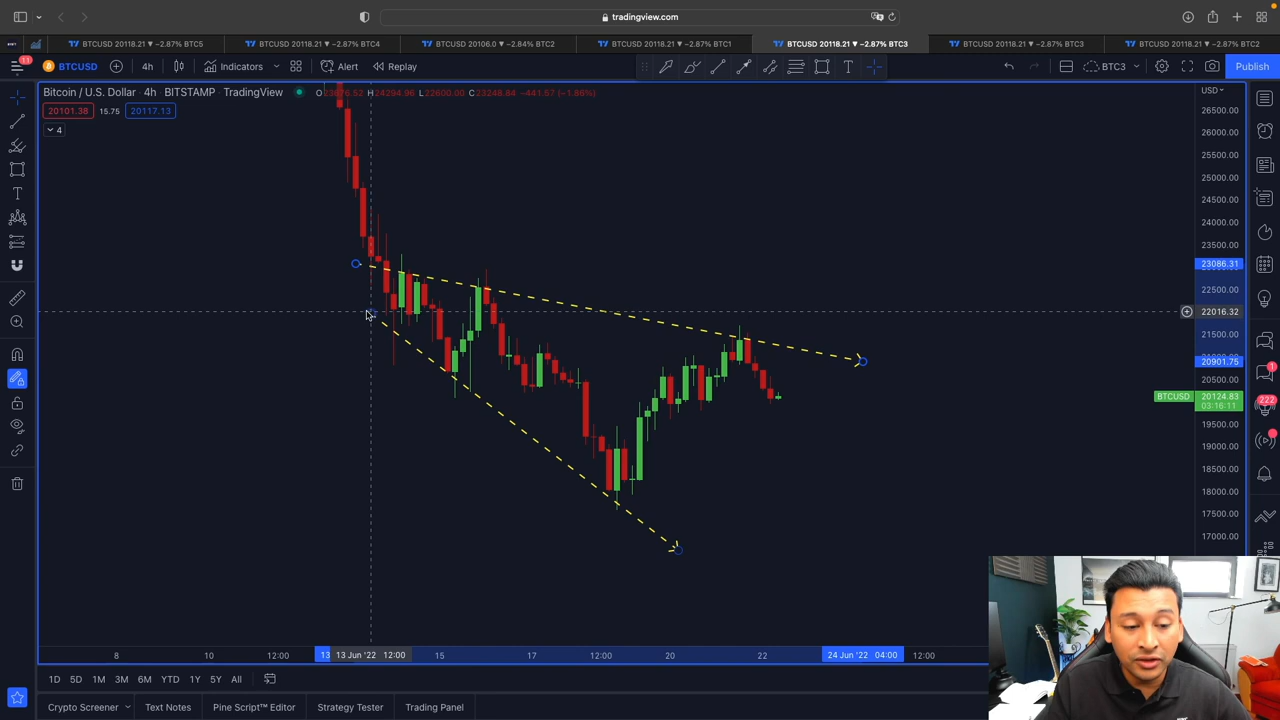 tradingview.com
BTCUSD 20118.21 ▼ −2.87% BTC5
BTCUSD 20118.21 ▼ −2.87% BTC4
BTCUSD 20106.0 ▼ −2.84% BTC2
BTCUSD 20118.21 ▼ −2.87% BTC1
BTCUSD 20118.21 ▼ −2.87% BTC3
BTCUSD 20118.21 ▼ −2.87% BTC3
BTCUSD 20118.21 ▼ −2.87% BTC2
11
BTCUSD
4h
Indicators
Alert
Replay
BTC3
Publish
Bitcoin / U.S. Dollar · 4h · BITSTAMP · TradingView
H24294.96 L22600.00 C23248.84 −441.57 (−1.86%)
USD
20101.38 15.75 20117.13
4
26500.00
26000.00
25500.00
25000.00
24500.00
24000.00
23500.00
23086.31
22500.00
22016.32
21500.00
20901.75
20500.00
BTCUSD 20124.83
03:16:11
19500.00
19000.00
18500.00
18000.00
17500.00
17000.00
1
222
8 10 12:00 13 13 Jun '22 12:00 15 17 12:00 20 22 24 Jun '22 04:00 12:00
1D 5D 1M 3M 6M YTD 1Y 5Y All
Crypto Screener Text Notes Pine Script™ Editor Strategy Tester Trading Panel